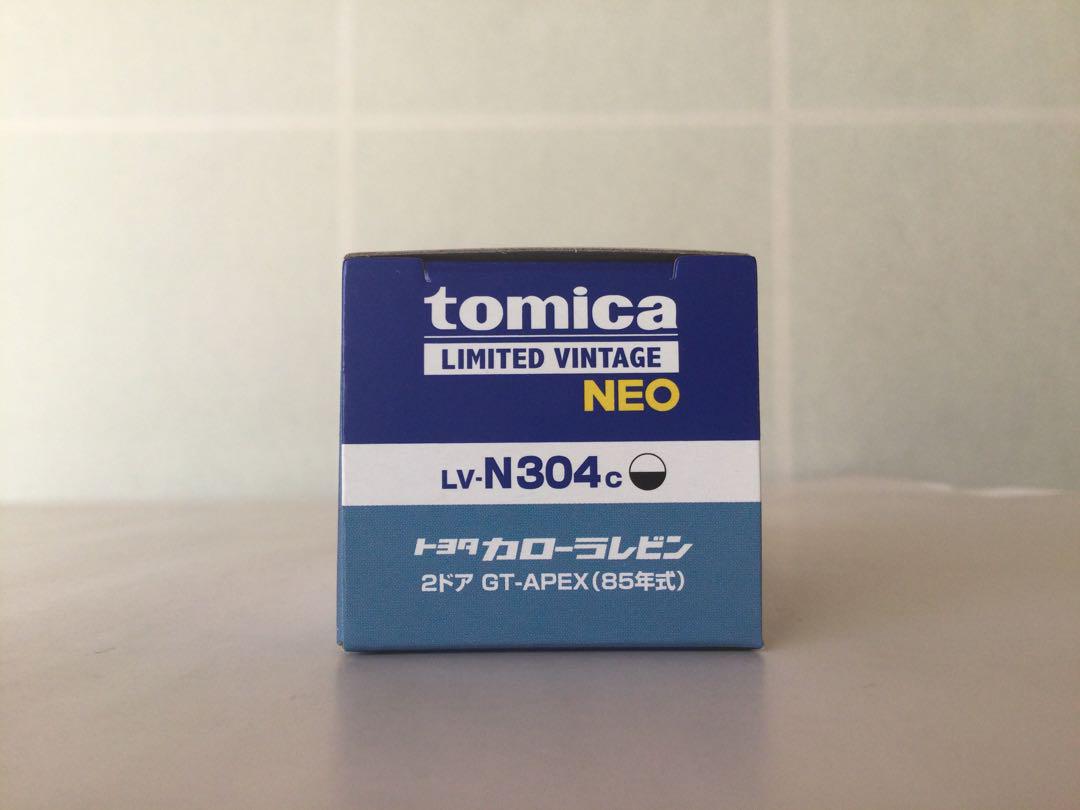 tomica
LIMITED VINTAGE
NEO
LV-N304c
トヨタ カローラレビン
2ドア GT-APEX(85年式)